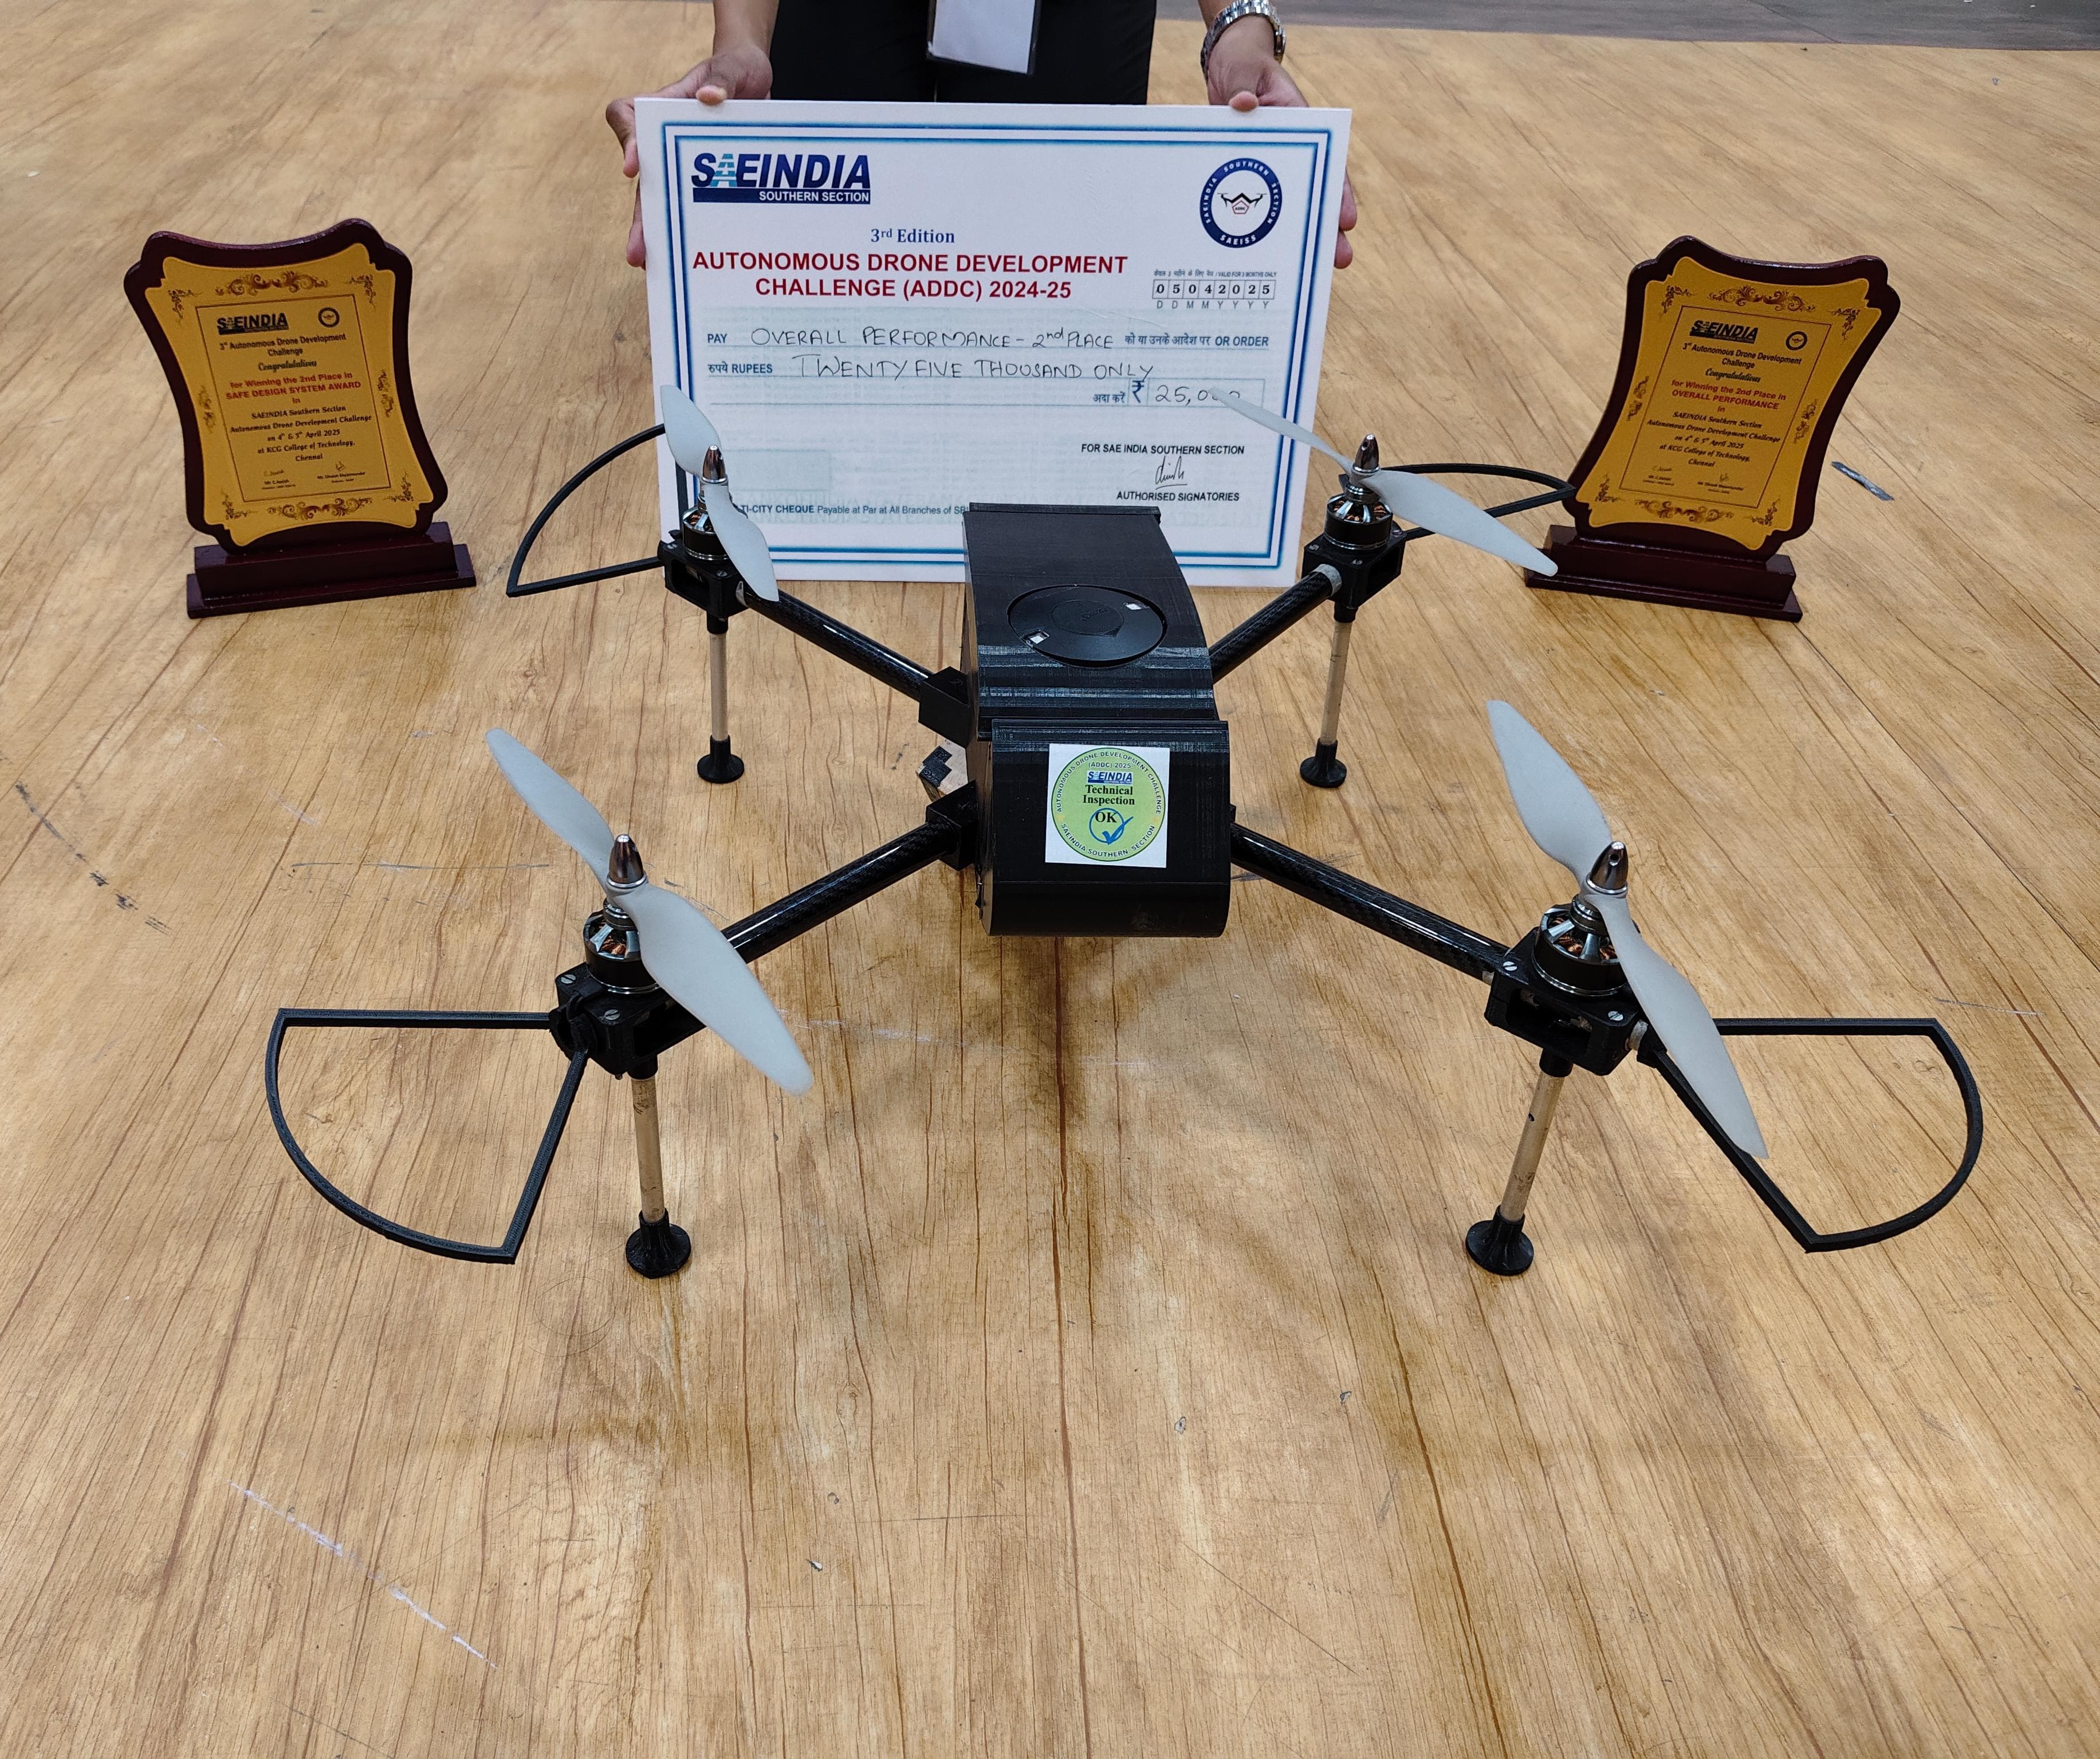 SAEINDIA
SOUTHERN SECTION
SAEINDIA SOUTHERN SECTION
SAEISS
3rd Edition
AUTONOMOUS DRONE DEVELOPMENT
CHALLENGE (ADDC) 2024-25
केवल 3 महीने के लिए वैध / VALID FOR 3 MONTHS ONLY
05042025
D D M M Y Y Y Y
PAY OVERALL PERFORMANCE - 2nd PLACE को या उनके आदेश पर OR ORDER
रुपये RUPEES TWENTY FIVE THOUSAND ONLY
अदा करें ₹ 25,0
FOR SAE INDIA SOUTHERN SECTION
AUTHORISED SIGNATORIES
TI-CITY CHEQUE Payable at Par at All Branches of SB
SAEINDIA
3rd Autonomous Drone Development
Challenge
Congratulations
for Winning the 2nd Place in
SAFE DESIGN SYSTEM AWARD
in
SAEINDIA Southern Section
Autonomous Drone Development Challenge
on 4th & 5th April 2025
at KCG College of Technology,
Chennai
SAEINDIA
3rd Autonomous Drone Development
Challenge
Congratulations
for Winning the 2nd Place in
OVERALL PERFORMANCE
in
SAEINDIA Southern Section
Autonomous Drone Development Challenge
on 4th & 5th April 2025
at KCG College of Technology,
Chennai
AUTONOMOUS DRONE DEVELOPMENT CHALLENGE
(ADDC) 2025
SAEINDIA
Technical
Inspection
OK
SAEINDIA SOUTHERN SECTION